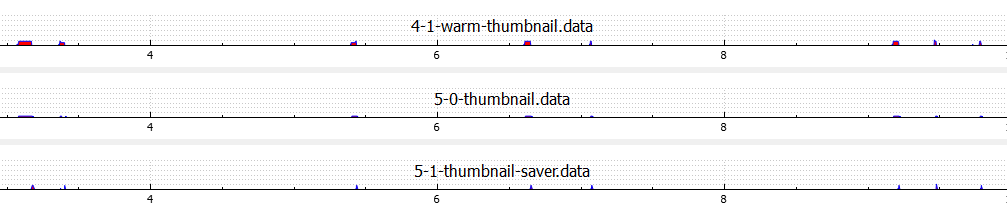 4-1-warm-thumbnail.data
4 6 8
5-0-thumbnail.data
4 6 8
5-1-thumbnail-saver.data
4 6 8